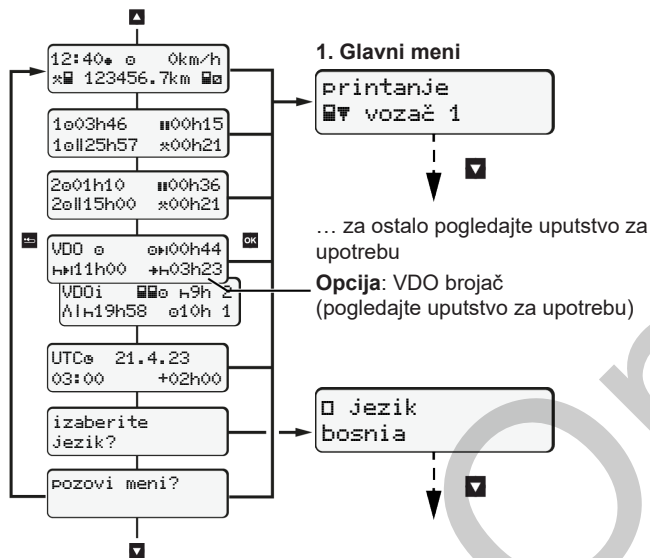 12:40● ⊙ 0km/h
123456.7km
1⊙03h46 00h15
1⊙II25h57 00h21
2⊙01h10 00h36
2⊙II15h00 00h21
VDO ⊙ ⊙00h44
11h00 03h23
VDOi ⊙ 9h 2
19h58 ⊙10h 1
UTC 21.4.23
03:00 +02h00
izaberite
jezik?
pozovi meni?
OK
1. Glavni meni
printanje
vozač 1
… za ostalo pogledajte uputstvo za
upotrebu
Opcija: VDO brojač
(pogledajte uputstvo za upotrebu)
jezik
bosnia